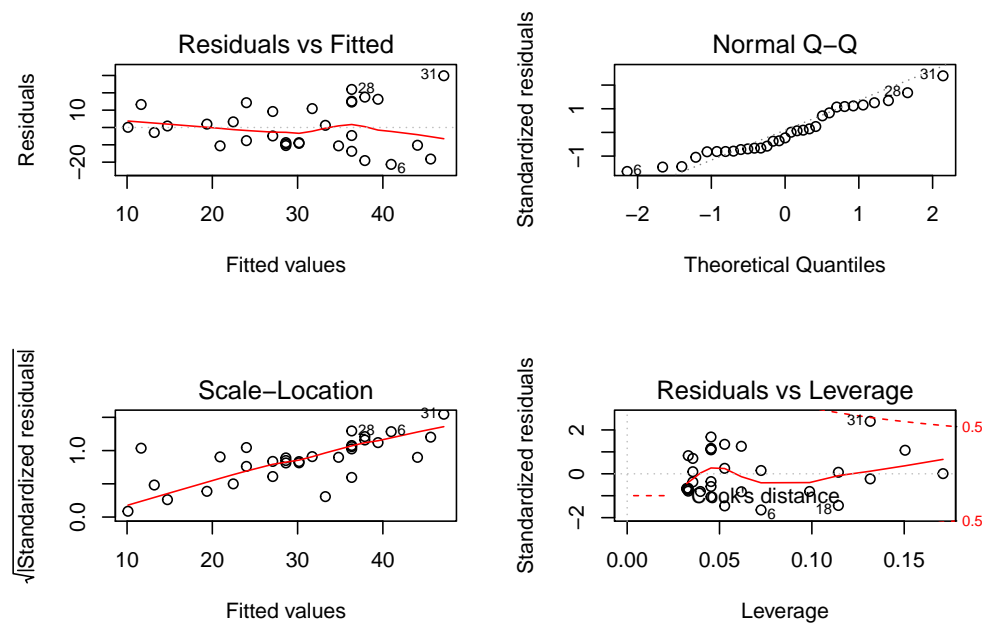 Residuals vs Fitted
Residuals
10
−20
31
28
6
10 20 30 40
Fitted values
Normal Q−Q
Standardized residuals
1
−1
31
28
6
−2 −1 0 1 2
Theoretical Quantiles
Scale−Location
√|Standardized residuals|
1.0
0.0
31
28
6
10 20 30 40
Fitted values
Residuals vs Leverage
Standardized residuals
2
0
−2
31
0.5
Cook's distance
18
6
0.5
0.00 0.05 0.10 0.15
Leverage